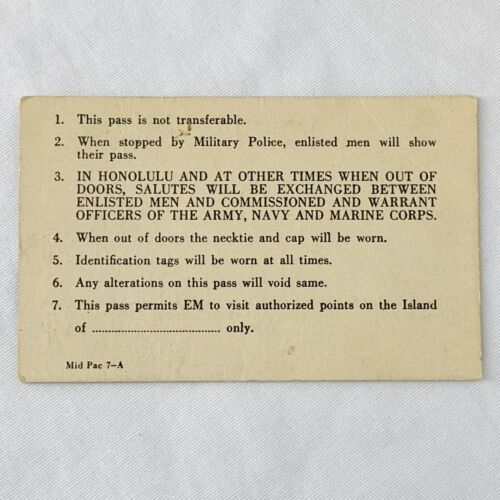 1. This pass is not transferable.
2. When stopped by Military Police, enlisted men will show
their pass.
3. IN HONOLULU AND AT OTHER TIMES WHEN OUT OF
DOORS, SALUTES WILL BE EXCHANGED BETWEEN
ENLISTED MEN AND COMMISSIONED AND WARRANT
OFFICERS OF THE ARMY, NAVY AND MARINE CORPS.
4. When out of doors the necktie and cap will be worn.
5. Identification tags will be worn at all times.
6. Any alterations on this pass will void same.
7. This pass permits EM to visit authorized points on the Island
of ........................................ only.
Mid Pac 7-A